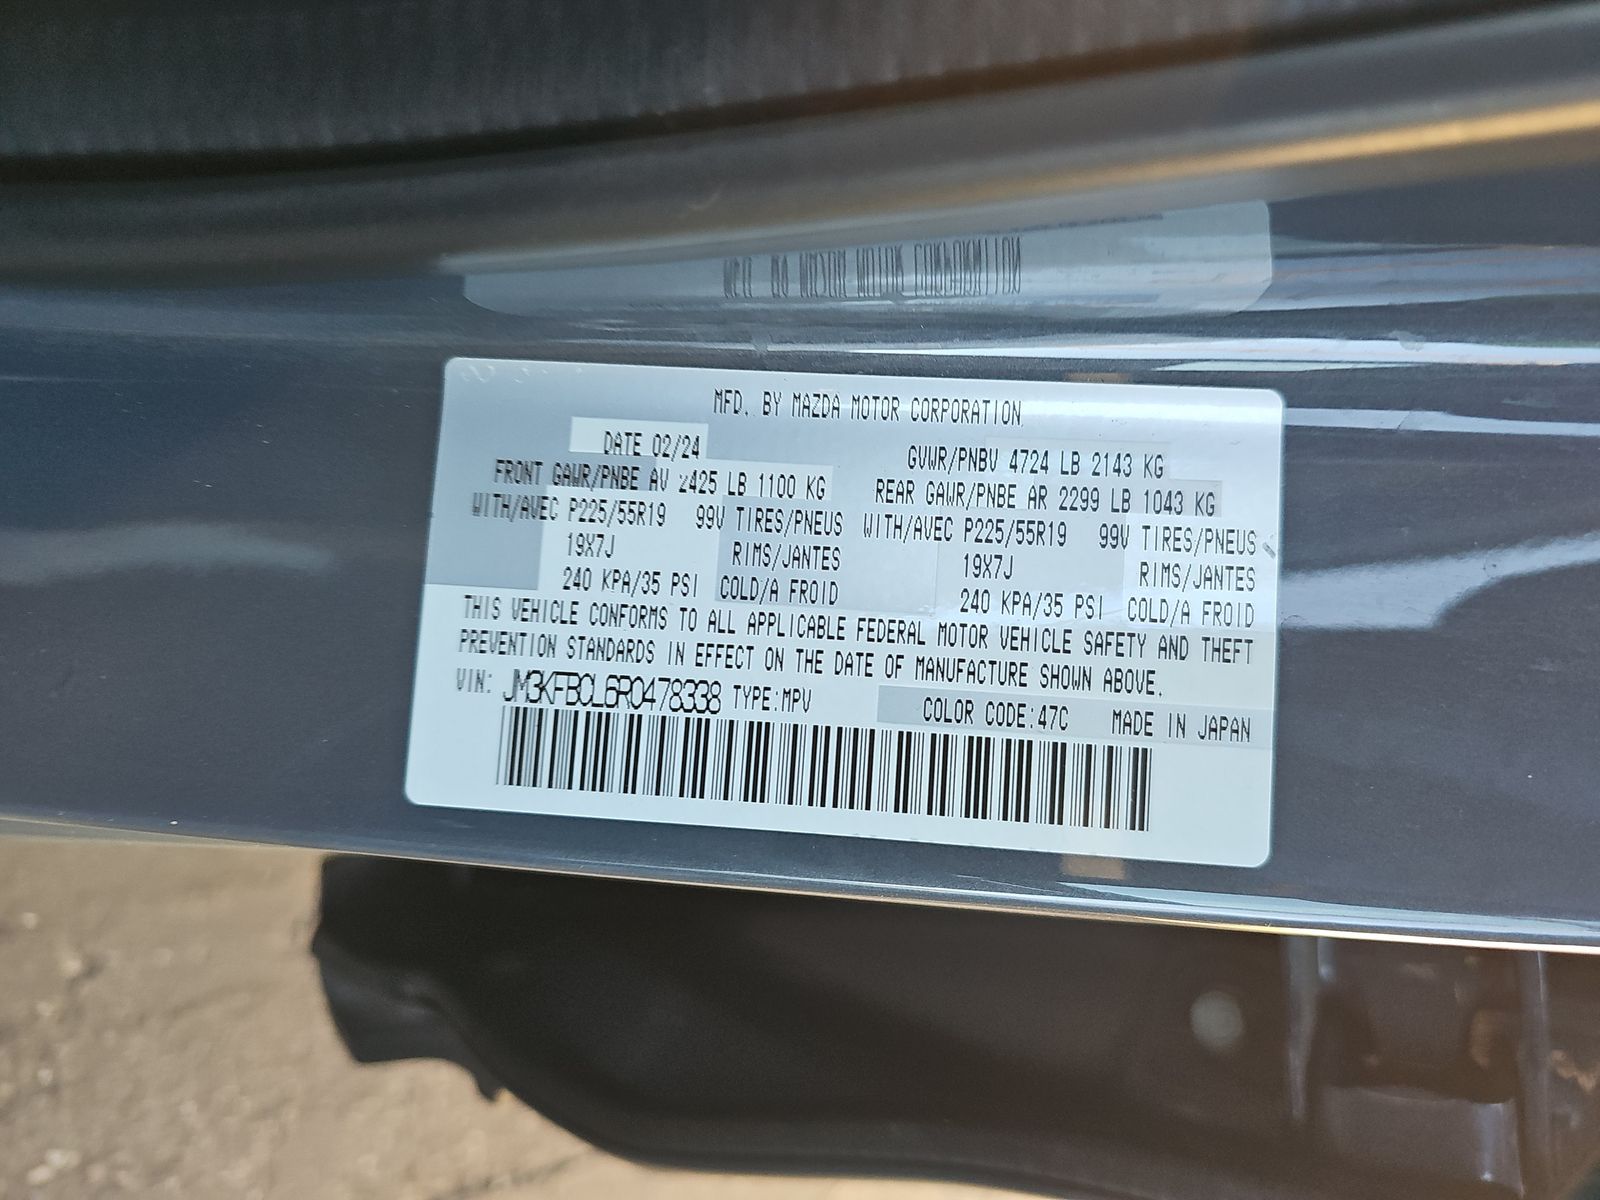 MFD. BY MAZDA MOTOR CORPORATION
DATE 02/24 GVWR/PNBV 4724 LB 2143 KG
FRONT GAWR/PNBE AV 2425 LB 1100 KG REAR GAWR/PNBE AR 2299 LB 1043 KG
WITH/AVEC P225/55R19 99V TIRES/PNEUS WITH/AVEC P225/55R19 99V TIRES/PNEUS
19X7J RIMS/JANTES 19X7J RIMS/JANTES
240 KPA/35 PSI COLD/A FROID 240 KPA/35 PSI COLD/A FROID
THIS VEHICLE CONFORMS TO ALL APPLICABLE FEDERAL MOTOR VEHICLE SAFETY AND THEFT
PREVENTION STANDARDS IN EFFECT ON THE DATE OF MANUFACTURE SHOWN ABOVE.
VIN: JM3KFBCL6R0478338 TYPE:MPV COLOR CODE:47C MADE IN JAPAN